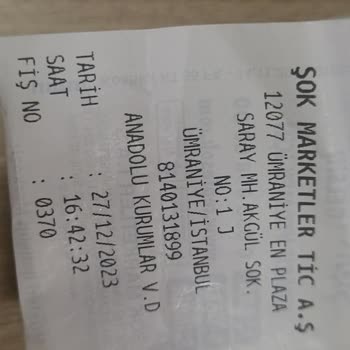 ŞOK MARKETLER TİC A.Ş
12077 ÜMRANİYE EN PLAZA
SARAY MH.AKGÜL SOK.
NO:1 J
ÜMRANİYE/İSTANBUL
8140131899
ANADOLU KURUMLAR V.D
TARİH : 27/12/2023
SAAT : 16:42:32
FİŞ NO : 0370